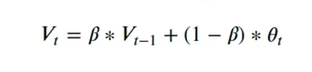 V_t = β * V_{t−1} + (1 − β) * θ_t